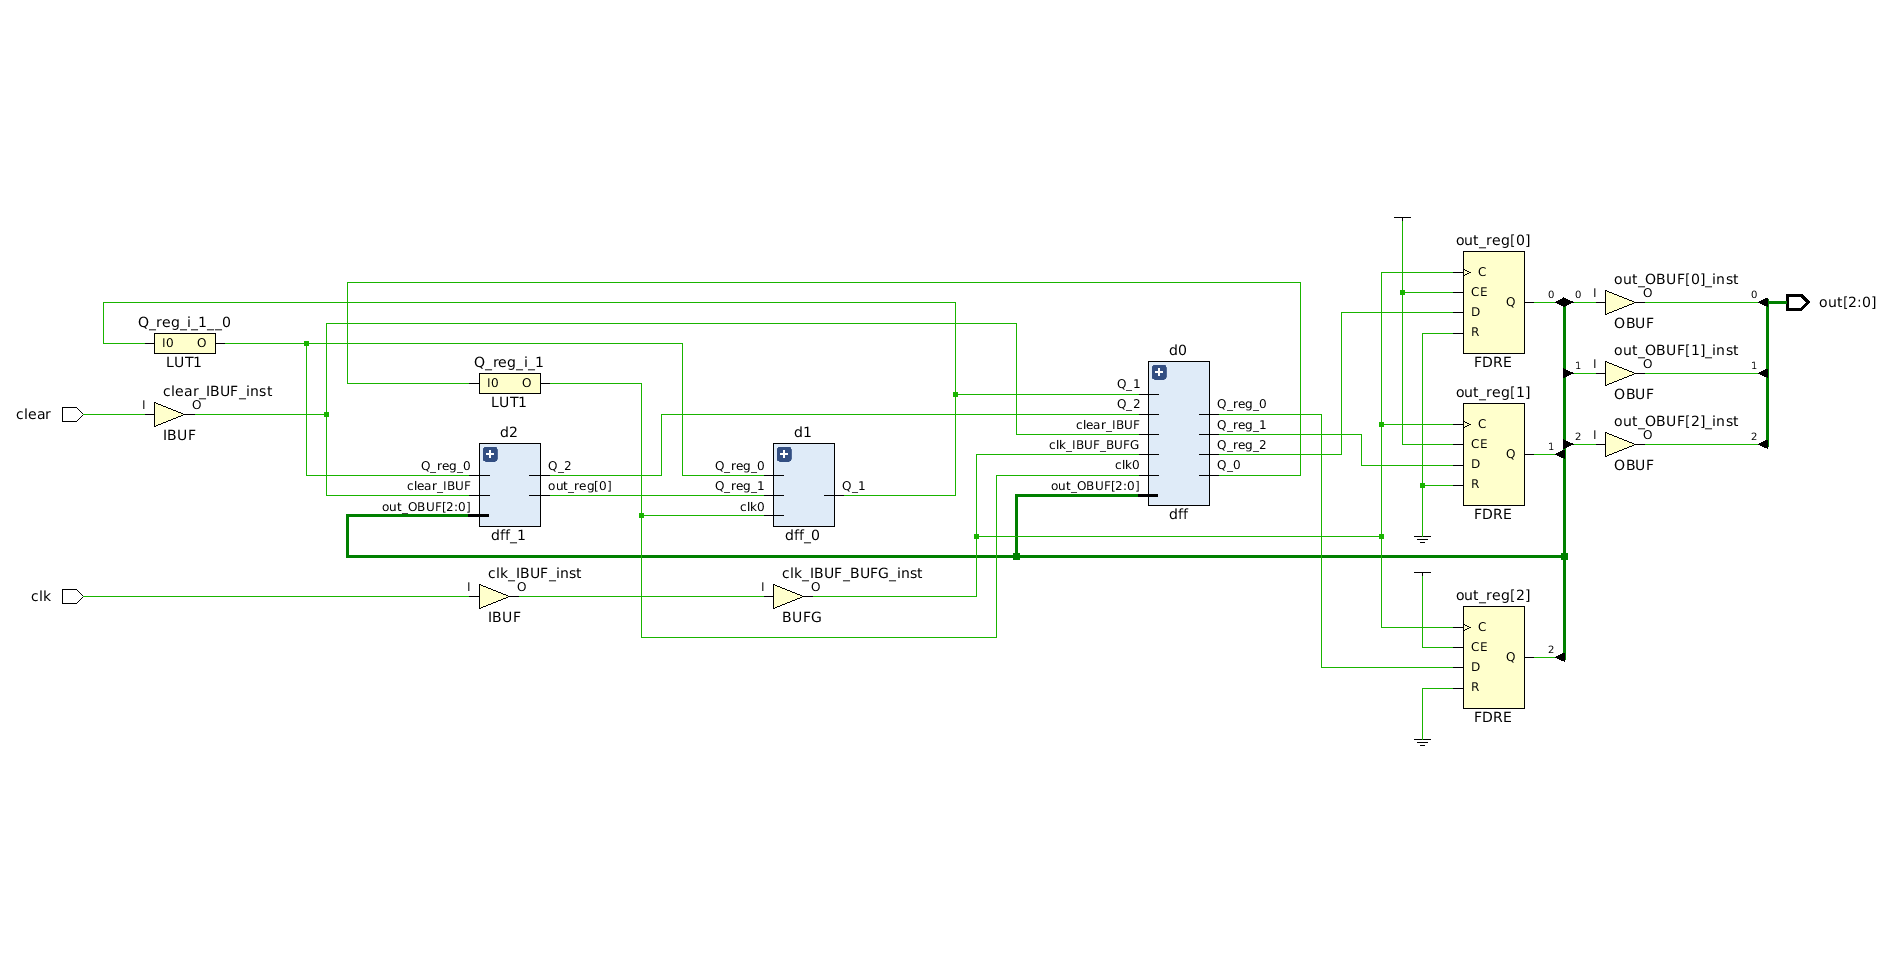 out_reg[0]
C
CE
D
R
Q
FDRE
0
0
I
out_OBUF[0]_inst
O
OBUF
0
out[2:0]
1
I
out_OBUF[1]_inst
O
OBUF
1
2
I
out_OBUF[2]_inst
O
OBUF
2
Q_reg_i_1__0
I0 O
LUT1
clear
I
clear_IBUF_inst
O
IBUF
Q_reg_i_1
I0 O
LUT1
d2
Q_reg_0
clear_IBUF
out_OBUF[2:0]
Q_2
out_reg[0]
dff_1
d1
Q_reg_0
Q_reg_1
clk0
Q_1
dff_0
d0
Q_1
Q_2
clear_IBUF
clk_IBUF_BUFG
clk0
out_OBUF[2:0]
Q_reg_0
Q_reg_1
Q_reg_2
Q_0
dff
out_reg[1]
C
CE
D
R
Q
FDRE
1
clk
I
clk_IBUF_inst
O
IBUF
I
clk_IBUF_BUFG_inst
O
BUFG
out_reg[2]
C
CE
D
R
Q
FDRE
2